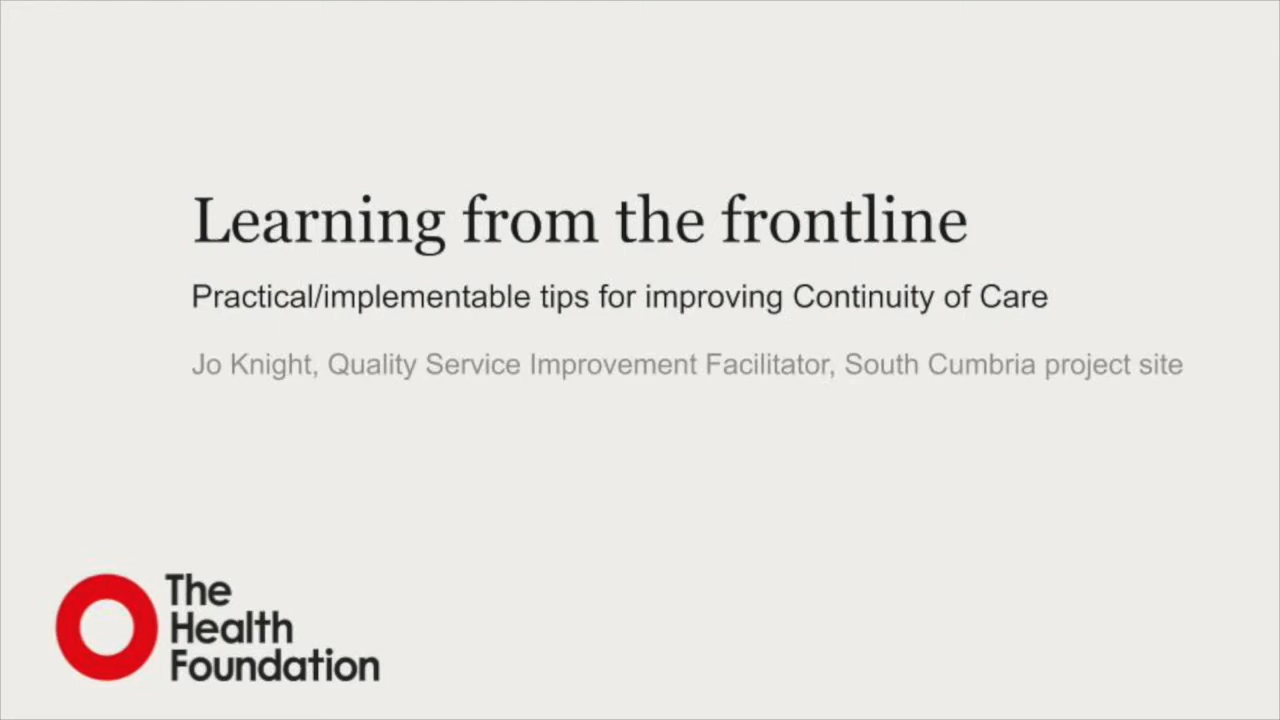 Learning from the frontline
Practical/implementable tips for improving Continuity of Care
Jo Knight, Quality Service Improvement Facilitator, South Cumbria project site
The
Health
Foundation